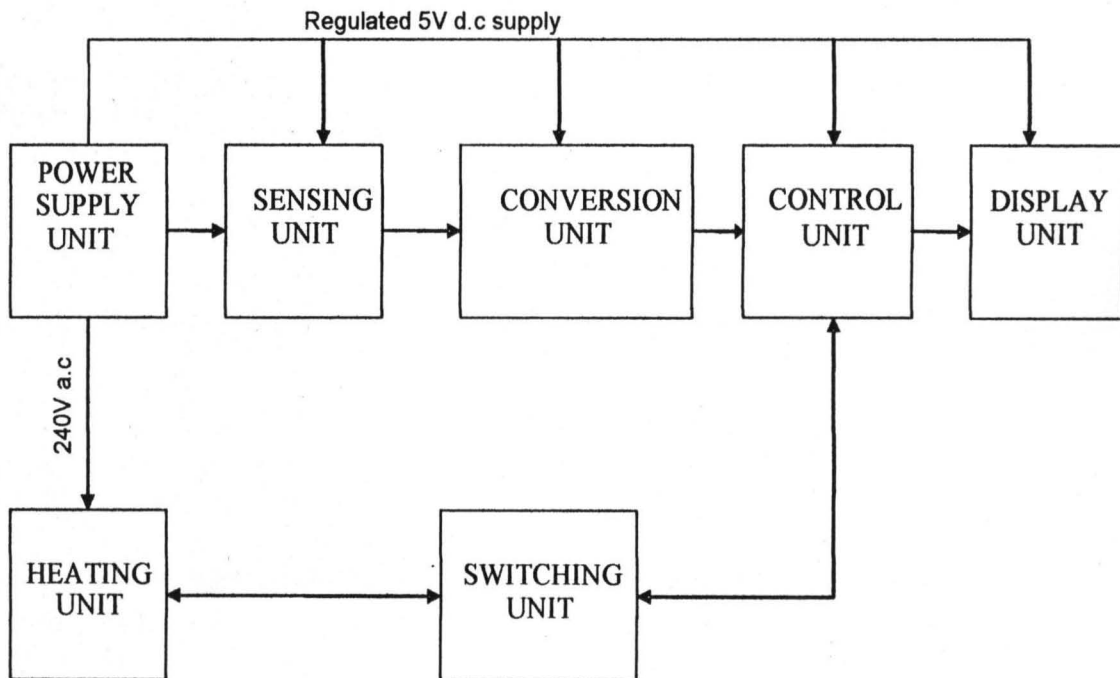 Regulated 5V d.c supply
POWER
SUPPLY
UNIT
SENSING
UNIT
CONVERSION
UNIT
CONTROL
UNIT
DISPLAY
UNIT
240V a.c
HEATING
UNIT
SWITCHING
UNIT